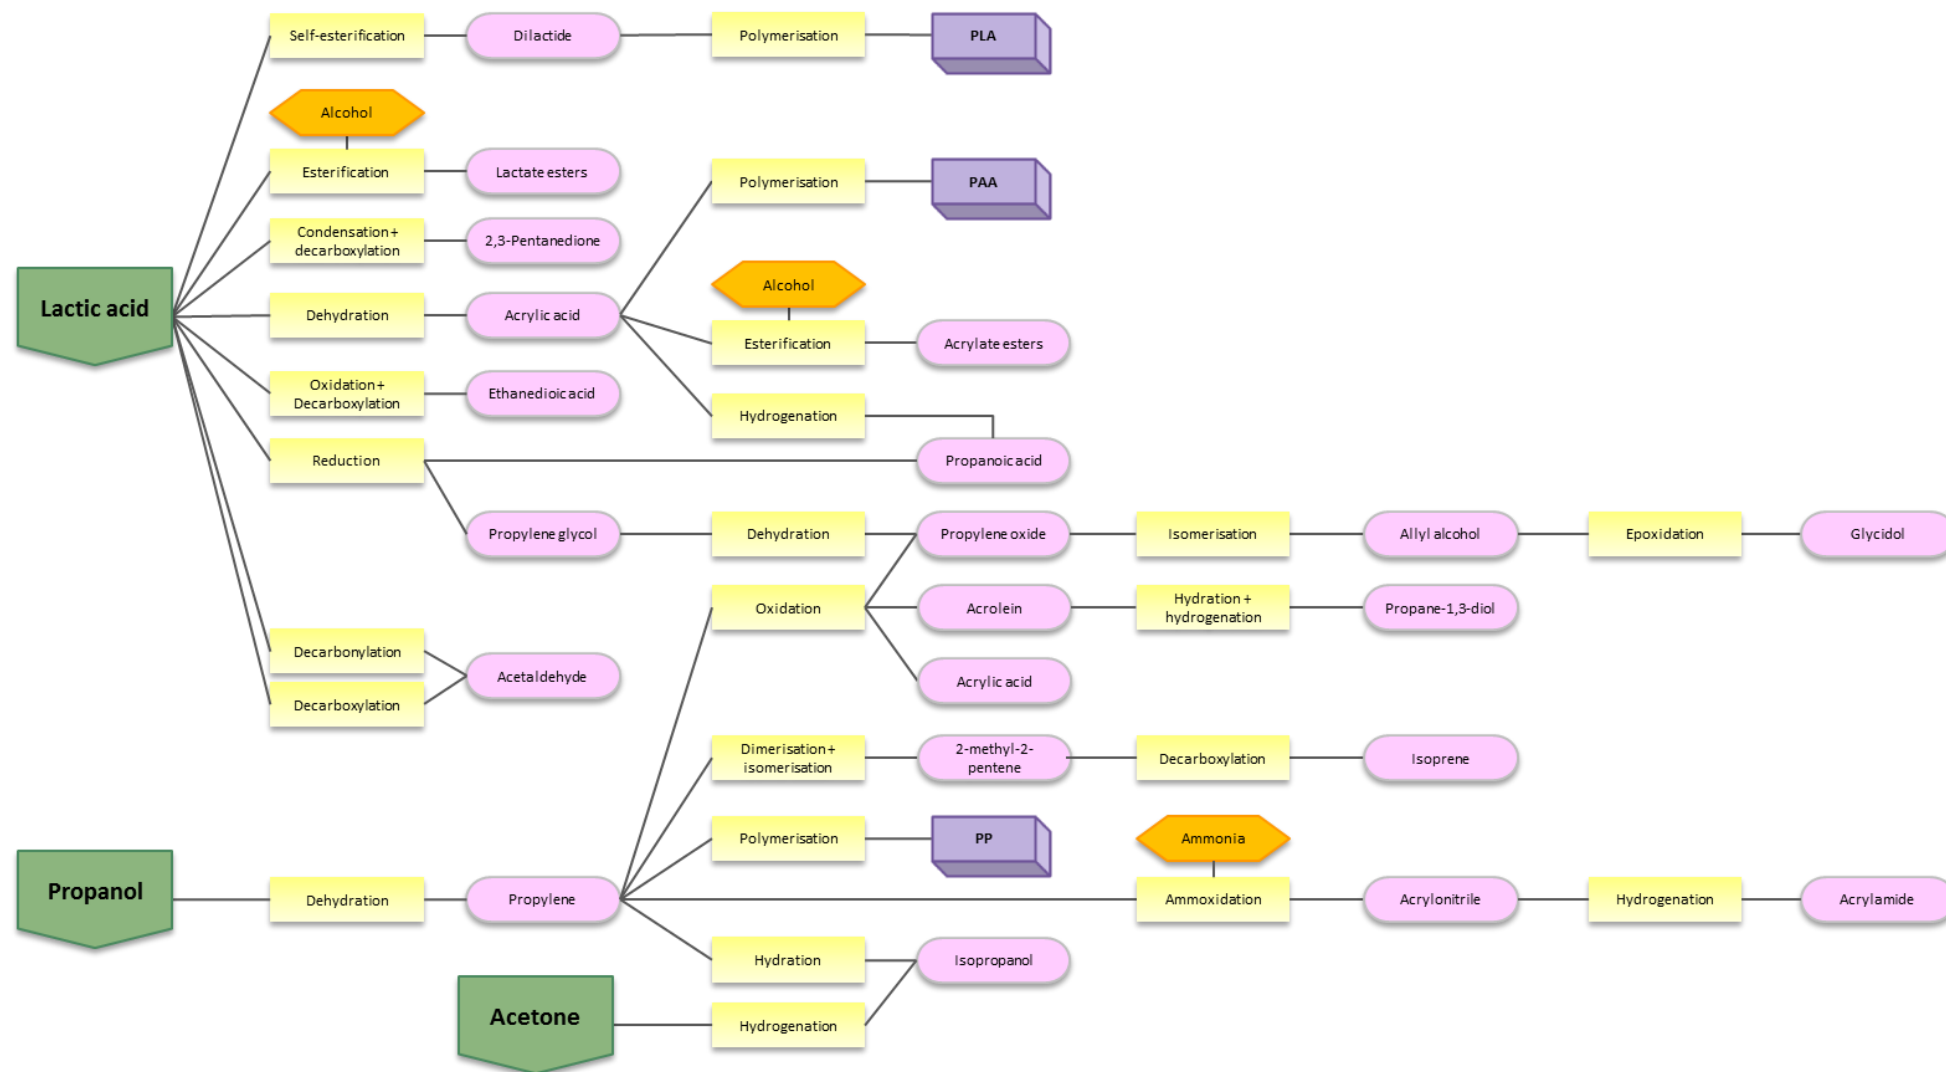 Self-esterification
Dilactide
Polymerisation
PLA
Alcohol
Esterification
Lactate esters
Polymerisation
PAA
Condensation +
decarboxylation
2,3-Pentanedione
Alcohol
Lactic acid
Dehydration
Acrylic acid
Esterification
Acrylate esters
Oxidation +
Decarboxylation
Ethanedioic acid
Hydrogenation
Reduction
Propanoic acid
Propylene glycol
Dehydration
Propylene oxide
Isomerisation
Allyl alcohol
Epoxidation
Glycidol
Oxidation
Acrolein
Hydration +
hydrogenation
Propane-1,3-diol
Decarbonylation
Acetaldehyde
Acrylic acid
Decarboxylation
Dimerisation +
isomerisation
2-methyl-2-
pentene
Decarboxylation
Isoprene
Polymerisation
PP
Ammonia
Propanol
Dehydration
Propylene
Ammoxidation
Acrylonitrile
Hydrogenation
Acrylamide
Hydration
Isopropanol
Acetone
Hydrogenation